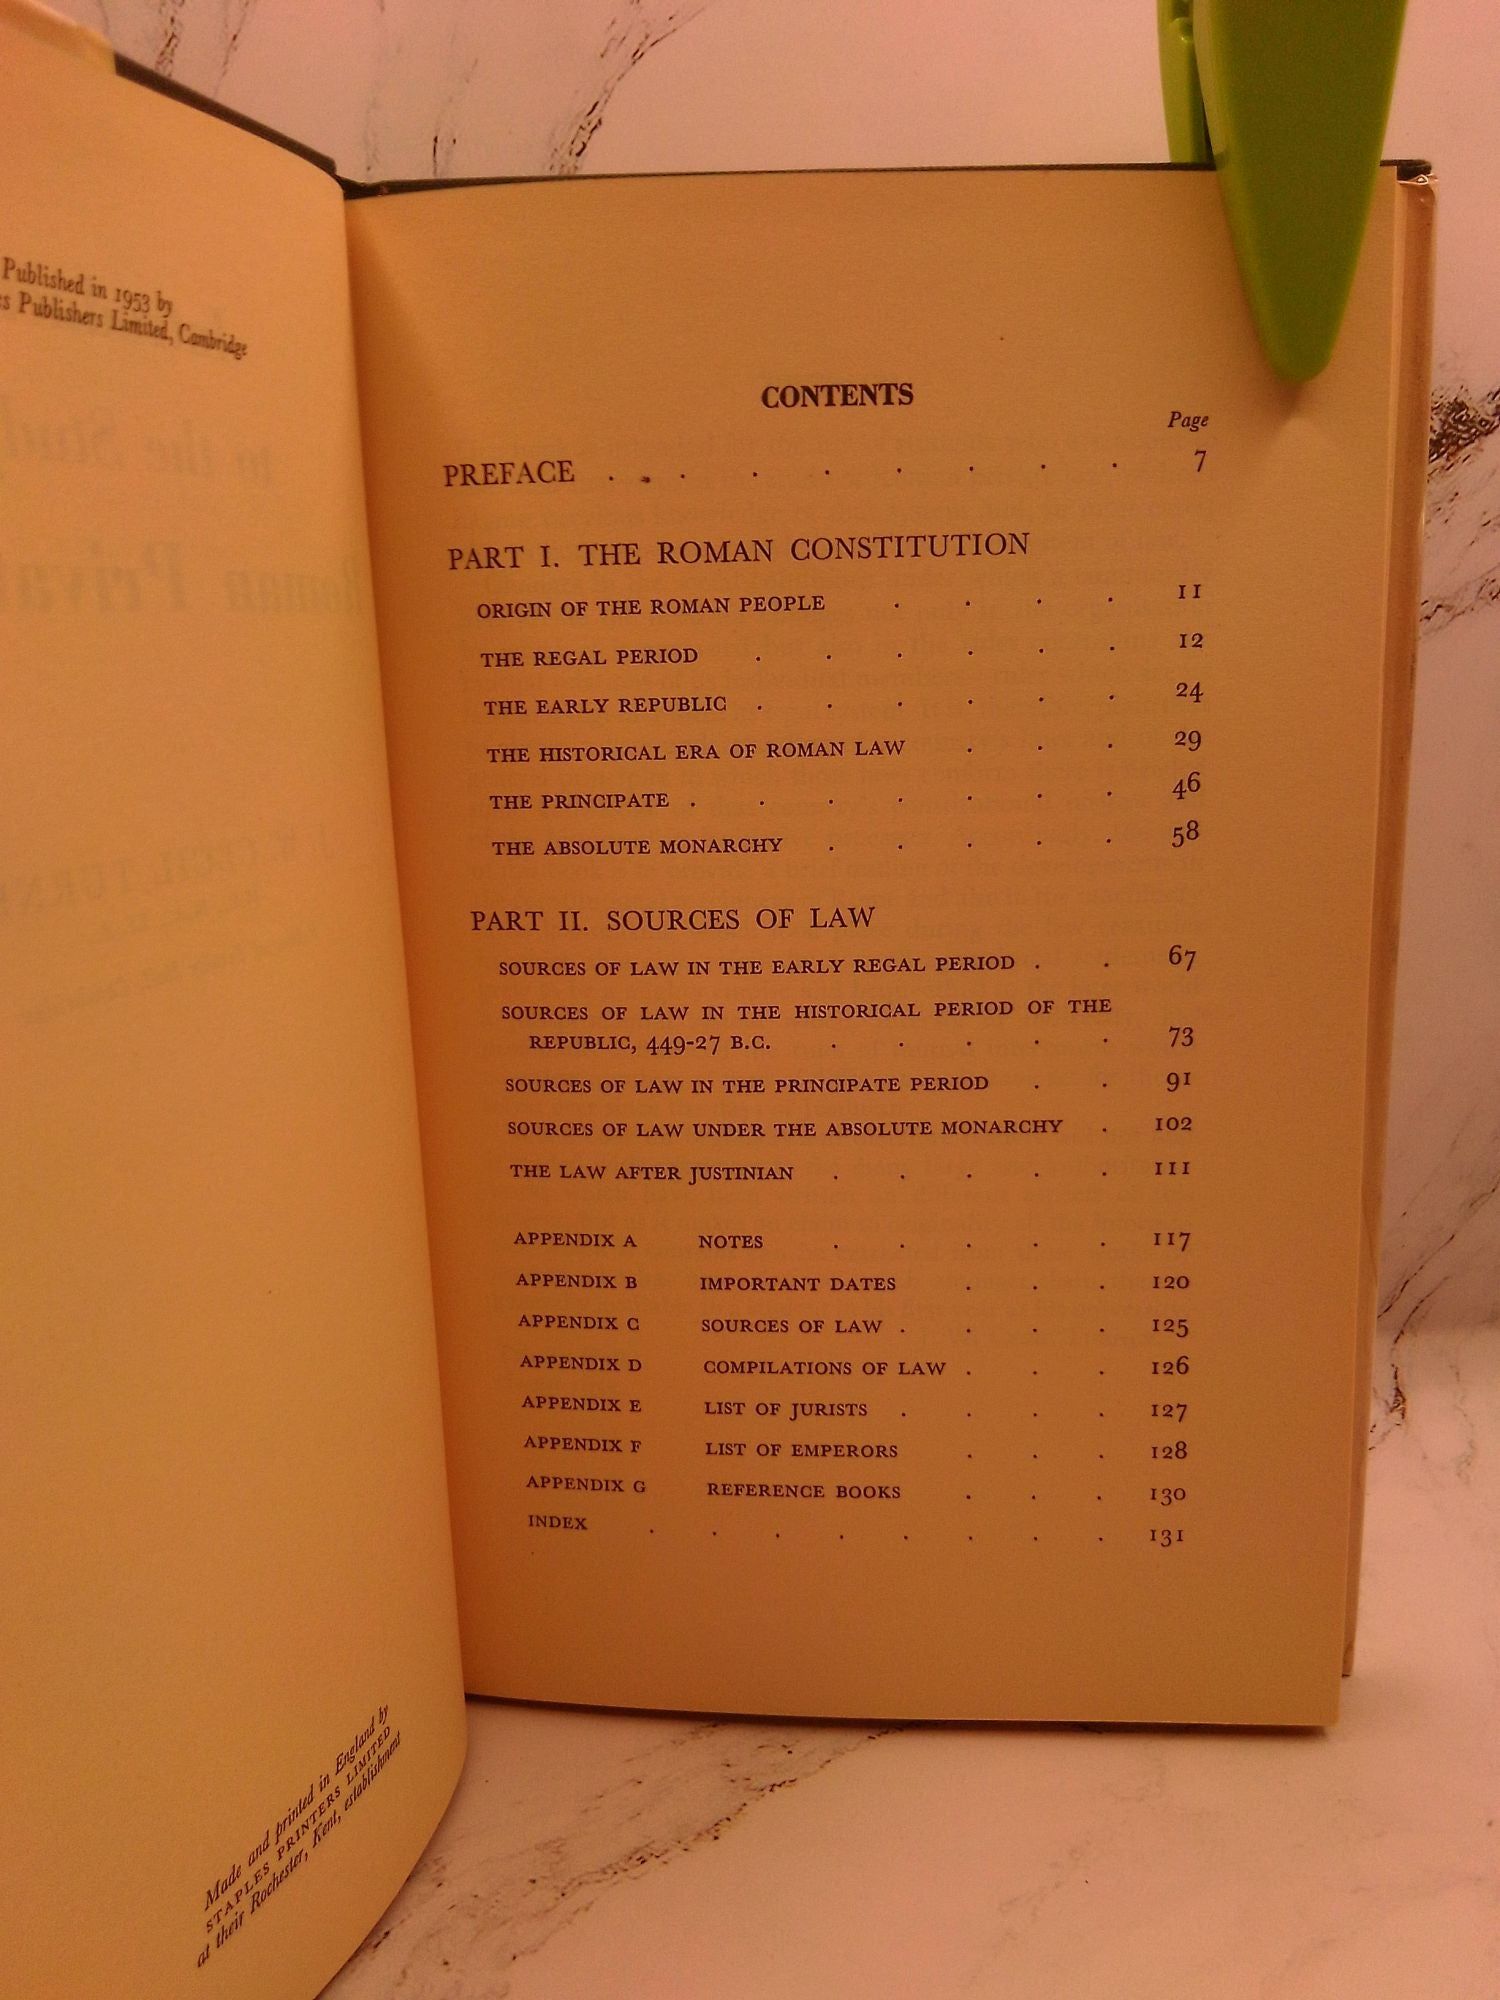 Published in 1953 by
es Publishers Limited, Cambridge
Made and printed in England by
STAPLES PRINTERS LIMITED
at their Rochester, Kent, establishment
CONTENTS
Page
PREFACE . . . . . . . . 7
PART I. THE ROMAN CONSTITUTION
ORIGIN OF THE ROMAN PEOPLE . . . . 11
THE REGAL PERIOD . . . . . . 12
THE EARLY REPUBLIC . . . . . . 24
THE HISTORICAL ERA OF ROMAN LAW . . . 29
THE PRINCIPATE . . . . . . . 46
THE ABSOLUTE MONARCHY . . . . . 58
PART II. SOURCES OF LAW
SOURCES OF LAW IN THE EARLY REGAL PERIOD . . 67
SOURCES OF LAW IN THE HISTORICAL PERIOD OF THE
REPUBLIC, 449-27 B.C. . . . . . 73
SOURCES OF LAW IN THE PRINCIPATE PERIOD . . 91
SOURCES OF LAW UNDER THE ABSOLUTE MONARCHY . 102
THE LAW AFTER JUSTINIAN . . . . . 111
APPENDIX A NOTES . . . . . 117
APPENDIX B IMPORTANT DATES . . . 120
APPENDIX C SOURCES OF LAW . . . . 125
APPENDIX D COMPILATIONS OF LAW . . . 126
APPENDIX E LIST OF JURISTS . . . . 127
APPENDIX F LIST OF EMPERORS . . . 128
APPENDIX G REFERENCE BOOKS . . . 130
INDEX . . . . . . . . 131